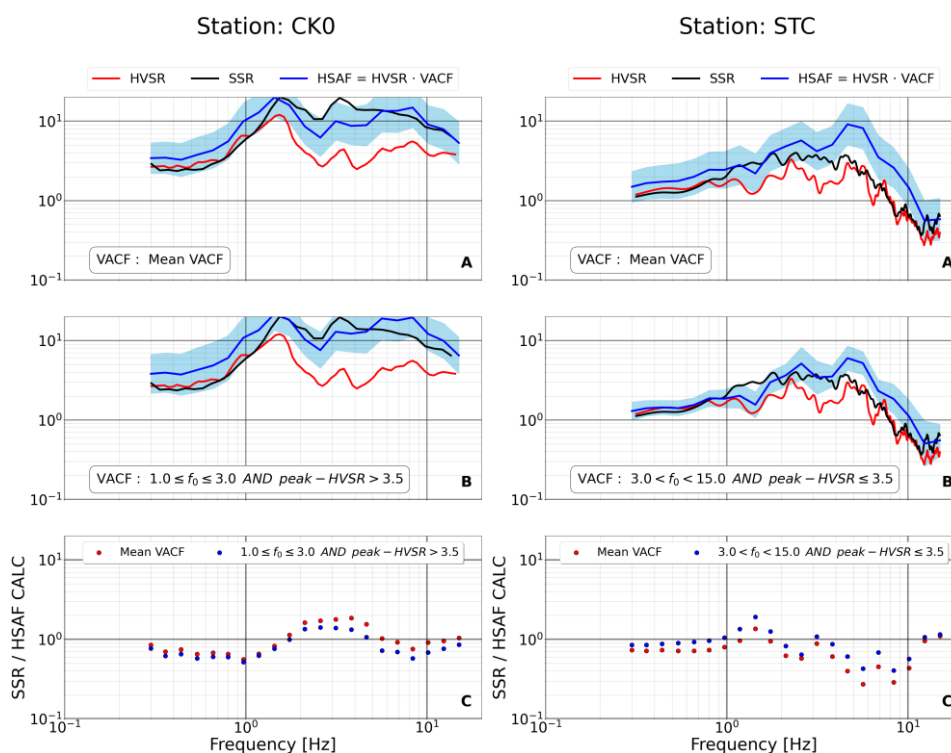 Station: CK0
Station: STC
HVSR SSR HSAF = HVSR · VACF
HVSR SSR HSAF = HVSR · VACF
10¹
10⁰
10⁻¹
VACF : Mean VACF
A
10¹
10⁰
10⁻¹
VACF : Mean VACF
A
10¹
10⁰
10⁻¹
VACF : 1.0 ≤ f₀ ≤ 3.0 AND peak − HVSR > 3.5
B
10¹
10⁰
10⁻¹
VACF : 3.0 < f₀ < 15.0 AND peak − HVSR ≤ 3.5
B
Mean VACF 1.0 ≤ f₀ ≤ 3.0 AND peak − HVSR > 3.5
SSR / HSAF CALC
10¹
10⁰
10⁻¹
C
10⁰ 10¹
Frequency [Hz]
Mean VACF 3.0 < f₀ < 15.0 AND peak − HVSR ≤ 3.5
SSR / HSAF CALC
10¹
10⁰
10⁻¹
C
10⁰ 10¹
Frequency [Hz]